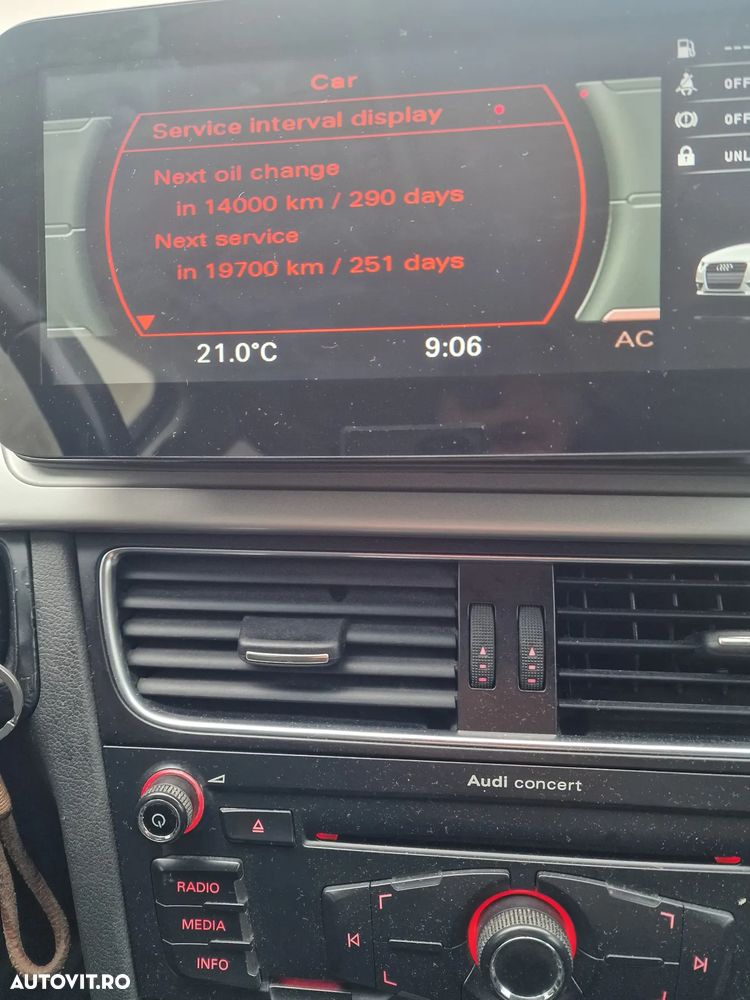 Car
Service interval display
Next oil change
in 14000 km / 290 days
Next service
in 19700 km / 251 days
21.0°C
9:06
AC
---
OFF
OFF
UNL
Audi concert
RADIO
MEDIA
INFO
AUTOVIT.RO